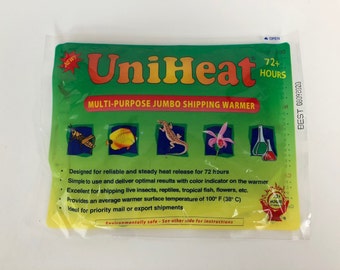 OPEN
NEW!
72+
HOURS
UniHeat
MULTI-PURPOSE JUMBO SHIPPING WARMER
BEST
• Designed for reliable and steady heat release for 72 hours
• Simple to use and deliver optimal results with color indicator on the warmer
• Excellent for shipping live insects, reptiles, tropical fish, flowers, etc.
• Provides an average warmer surface temperature of 100° F (38° C)
• Ideal for priority mail or export shipments
Environmentally safe - See other side for instructions